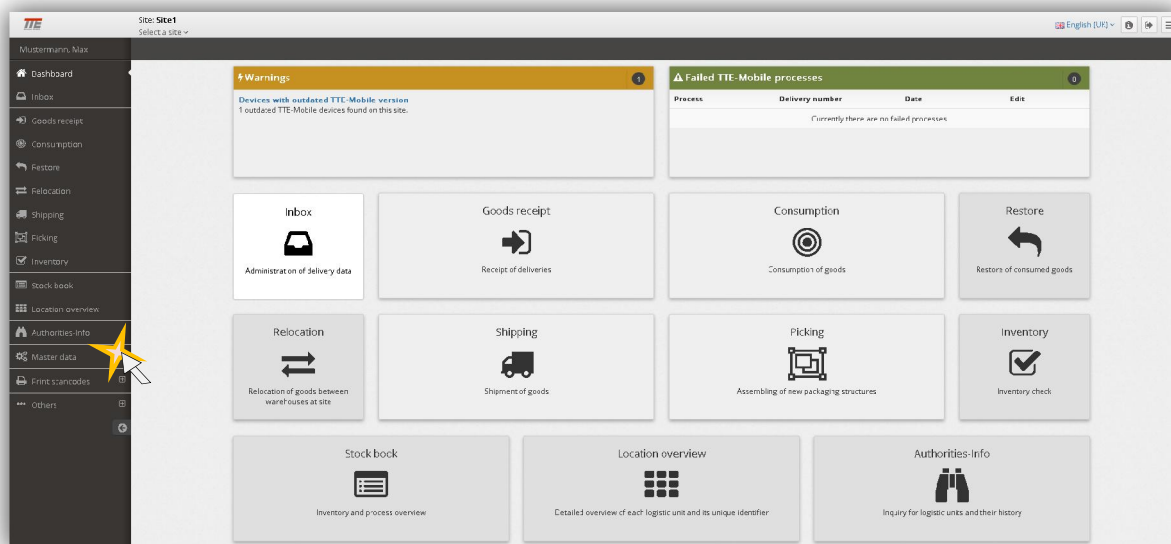 TTE
Site: Site1
Select a site
English (UK)
Mustermann, Max
Dashboard
Inbox
Goods receipt
Consumption
Restore
Relocation
Shipping
Picking
Inventory
Stock book
Location overview
Authorities-Info
Master data
Print scancodes
Others
Warnings
1
Devices with outdated TTE-Mobile version
1 outdated TTE-Mobile devices found on this site.
Failed TTE-Mobile processes
0
Process Delivery number Date Edit
Currently there are no failed processes
Inbox
Administration of delivery data
Goods receipt
Receipt of deliveries
Consumption
Consumption of goods
Restore
Restore of consumed goods
Relocation
Relocation of goods between
warehouses at site
Shipping
Shipment of goods
Picking
Assembling of new packaging structures
Inventory
Inventory check
Stock book
Inventory and process overview
Location overview
Detailed overview of each logistic unit and its unique identifier
Authorities-Info
Inquiry for logistic units and their history